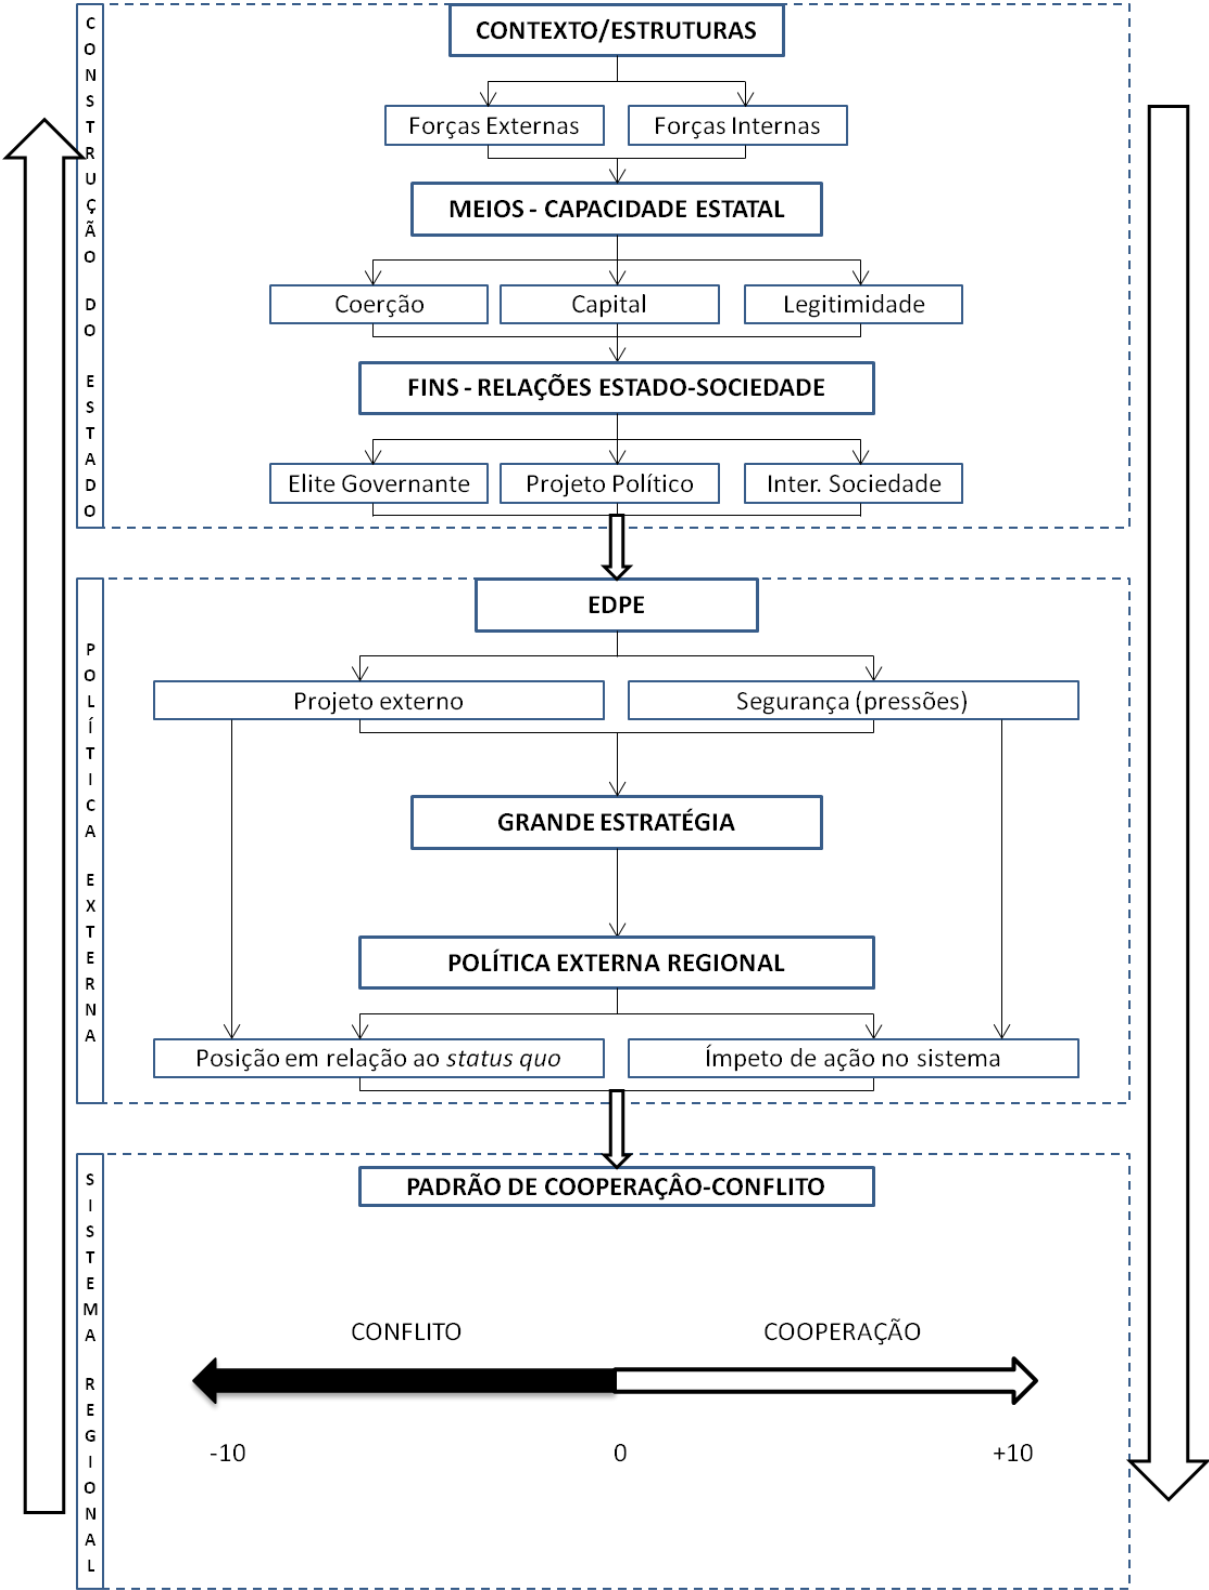 CONSTRUÇÃO DO ESTADO
CONTEXTO/ESTRUTURAS
Forças Externas
Forças Internas
MEIOS - CAPACIDADE ESTATAL
Coerção
Capital
Legitimidade
FINS - RELAÇÕES ESTADO-SOCIEDADE
Elite Governante
Projeto Político
Inter. Sociedade
POLÍTICA EXTERNA
EDPE
Projeto externo
Segurança (pressões)
GRANDE ESTRATÉGIA
POLÍTICA EXTERNA REGIONAL
Posição em relação ao status quo
Ímpeto de ação no sistema
SISTEMA REGIONAL
PADRÃO DE COOPERAÇÂO-CONFLITO
CONFLITO
COOPERAÇÃO
-10
0
+10